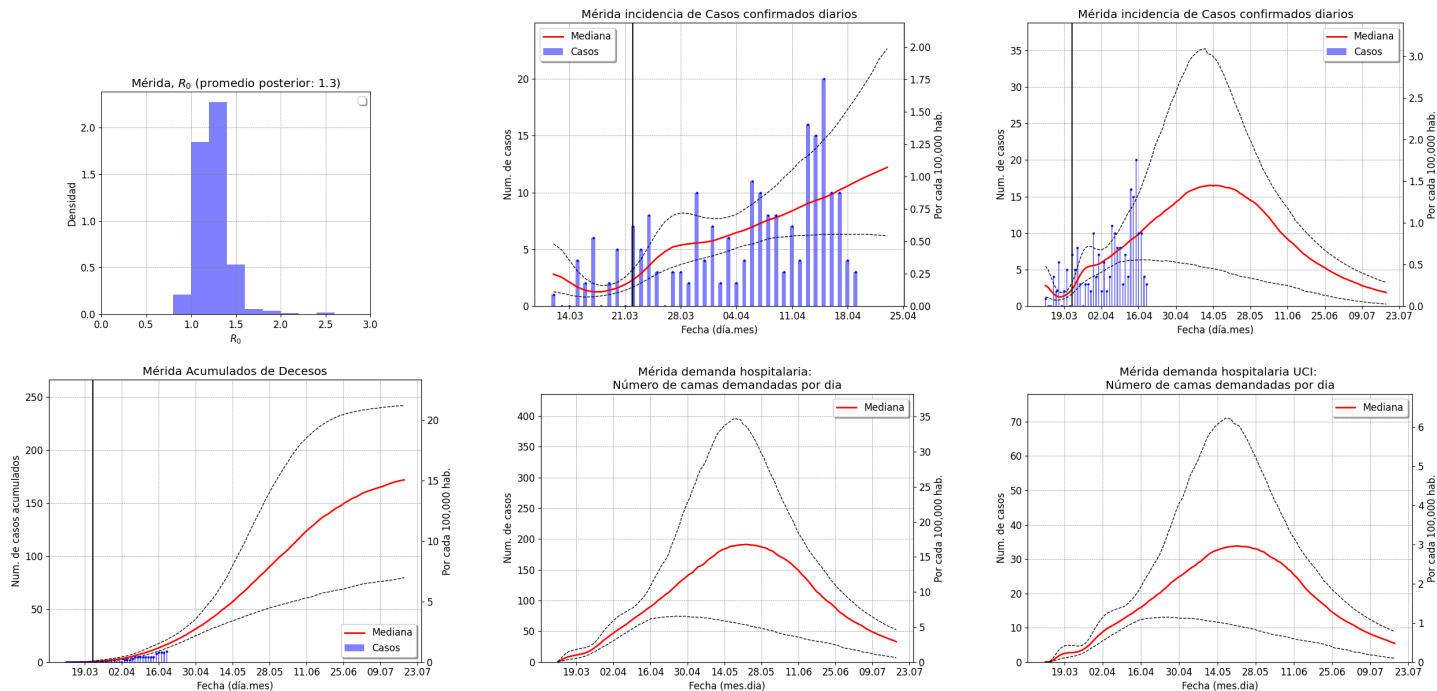 Mérida, R₀ (promedio posterior: 1.3)
Densidad
2.0
1.5
1.0
0.5
0.0
0.0 0.5 1.0 1.5 2.0 2.5 3.0
R₀
Mérida incidencia de Casos confirmados diarios
Mediana
Casos
Num. de casos
20
15
10
5
0
2.00
1.75
1.50
1.25
1.00
0.75
0.50
0.25
0.00
Por cada 100,000 hab.
14.03 21.03 28.03 04.04 11.04 18.04 25.04
Fecha (día.mes)
Mérida incidencia de Casos confirmados diarios
Mediana
Casos
Num. de casos
35
30
25
20
15
10
5
0
3.0
2.5
2.0
1.5
1.0
0.5
0.0
Por cada 100,000 hab.
19.03 02.04 16.04 30.04 14.05 28.05 11.06 25.06 09.07 23.07
Fecha (día.mes)
Mérida Acumulados de Decesos
Num. de casos acumulados
250
200
150
100
50
0
20
15
10
5
0
Por cada 100,000 hab.
Mediana
Casos
19.03 02.04 16.04 30.04 14.05 28.05 11.06 25.06 09.07 23.07
Fecha (día.mes)
Mérida demanda hospitalaria:
Número de camas demandadas por dia
Mediana
Num. de casos
400
350
300
250
200
150
100
50
0
35
30
25
20
15
10
5
0
Por cada 100,000 hab.
19.03 02.04 16.04 30.04 14.05 28.05 11.06 25.06 09.07 23.07
Fecha (mes.dia)
Mérida demanda hospitalaria UCI:
Número de camas demandadas por dia
Mediana
Num. de casos
70
60
50
40
30
20
10
0
6
5
4
3
2
1
0
Por cada 100,000 hab.
19.03 02.04 16.04 30.04 14.05 28.05 11.06 25.06 09.07 23.07
Fecha (mes.dia)